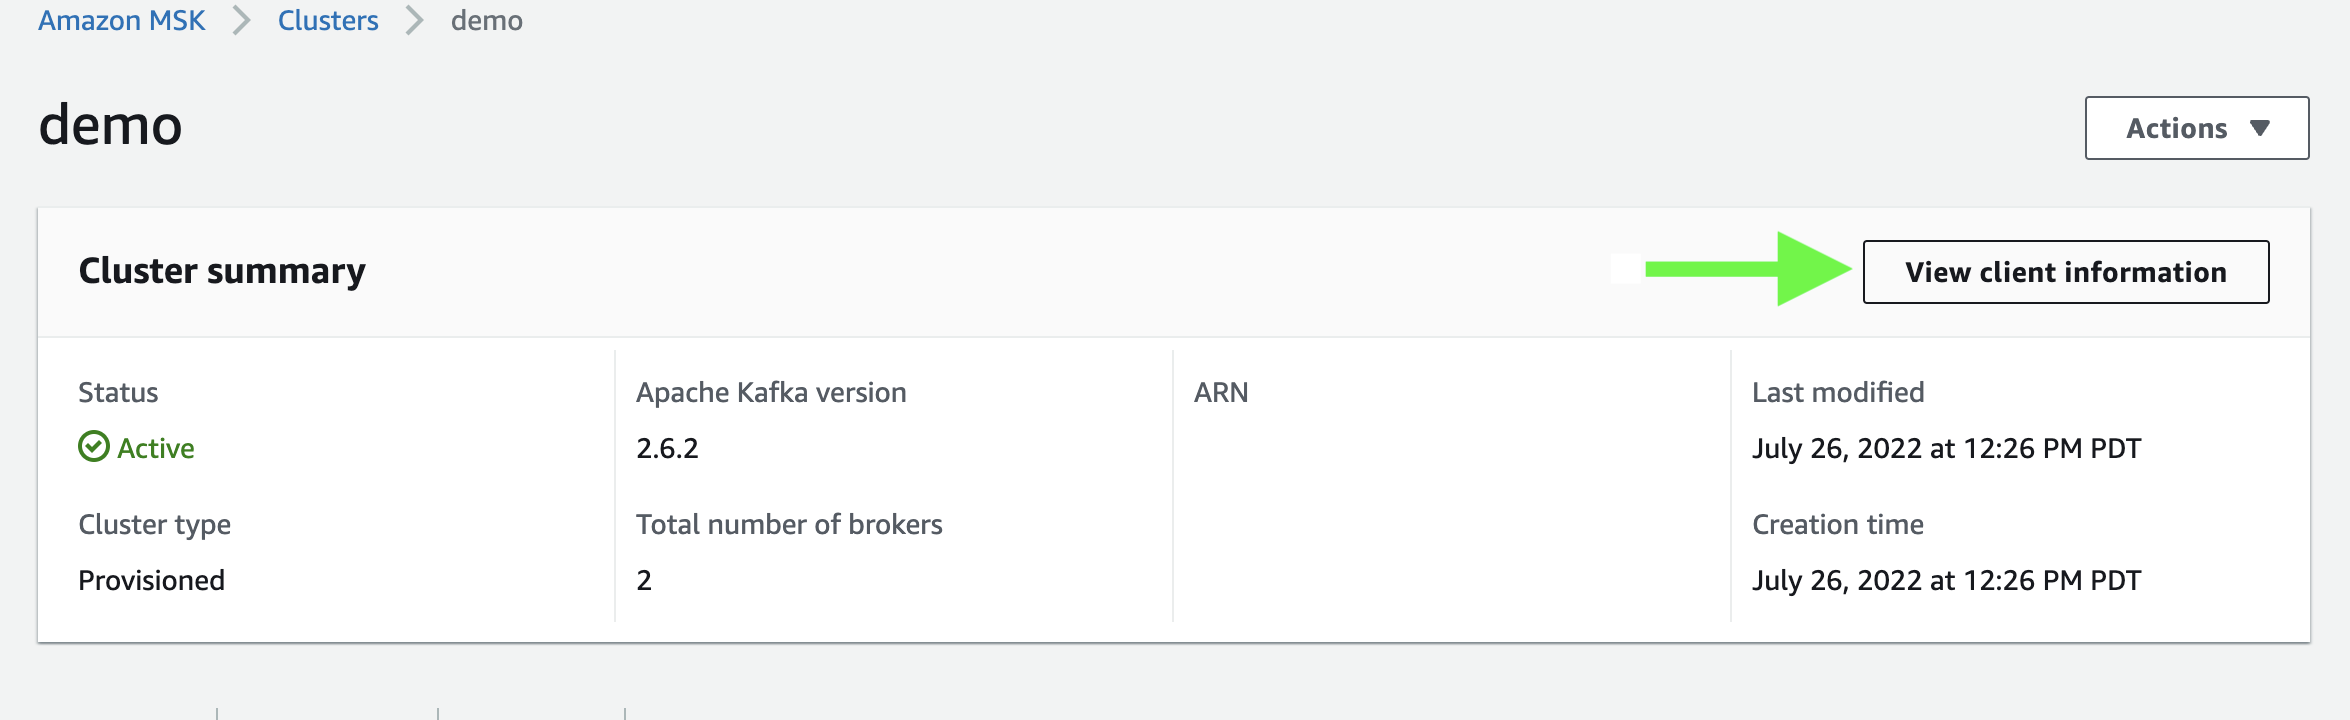 Amazon MSK > Clusters > demo
demo
Actions
Cluster summary
View client information
Status
Active
Cluster type
Provisioned
Apache Kafka version
2.6.2
Total number of brokers
2
ARN
Last modified
July 26, 2022 at 12:26 PM PDT
Creation time
July 26, 2022 at 12:26 PM PDT